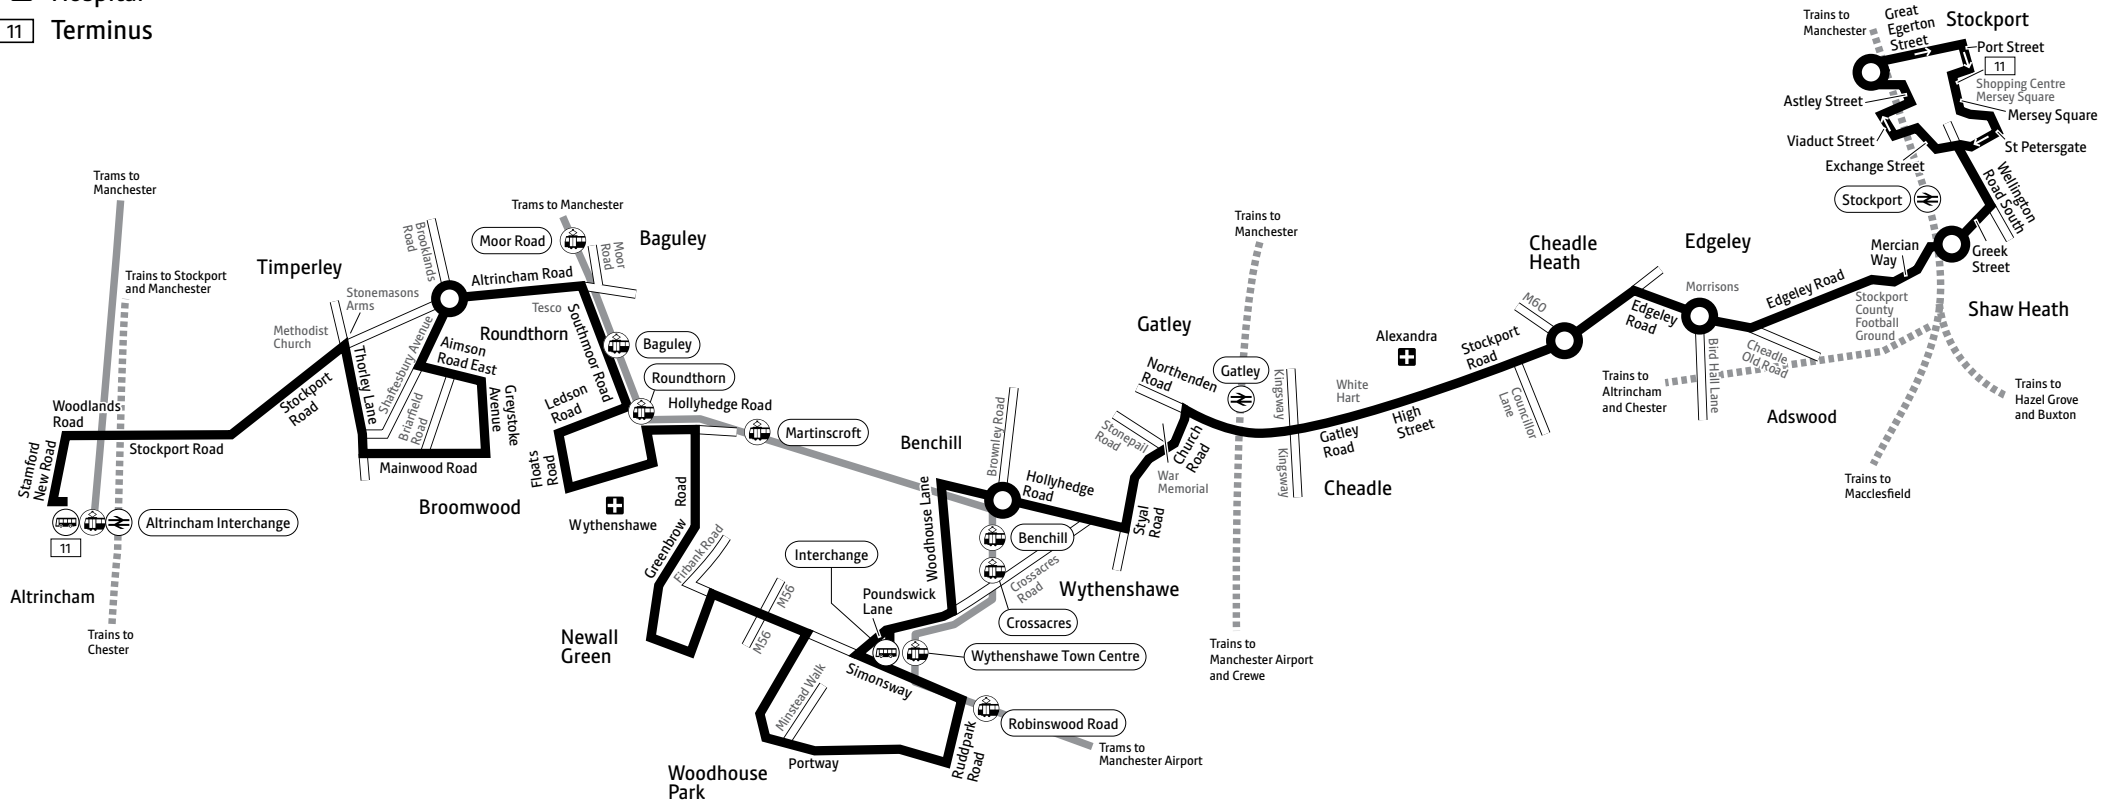 Hospital
11 Terminus
Trams to
Manchester
Trains to Stockport
and Manchester
Timperley
Stonemasons
Arms
Methodist
Church
Woodlands
Road
Stamford
New Road
Stockport Road
Stockport
Road
Altrincham Interchange
11
Altrincham
Trains to
Chester
Brooklands
Road
Thorley Lane
Shaftesbury Avenue
Briarfield
Road
Mainwood Road
Broomwood
Aimson
Road East
Greystoke
Avenue
Roundthorn
Altrincham Road
Tesco
Trams to Manchester
Moor Road
Moor
Road
Baguley
Southmoor Road
Baguley
Roundthorn
Hollyhedge Road
Martinscroft
Ledson
Road
Floats
Road
Wythenshawe
Greenbrow
Road
Firbank Road
Newall
Green
M56
M56
Minstead Walk
Woodhouse
Park
Portway
Ruddpark
Road
Simonsway
Interchange
Poundswick
Lane
Woodhouse Lane
Benchill
Brownley Road
Hollyhedge
Road
Benchill
Crossacres
Road
Crossacres
Wythenshawe
Wythenshawe Town Centre
Robinswood Road
Trams to
Manchester Airport
Styal
Road
Stonepail
Road
War
Memorial
Church
Road
Northenden
Road
Gatley
Gatley
Trains to
Manchester
Trains to
Manchester Airport
and Crewe
Kingsway
Kingsway
White
Hart
Gatley
Road
High
Street
Cheadle
Alexandra
Stockport
Road
Councillor
Lane
M60
Cheadle
Heath
Edgeley
Road
Edgeley
Morrisons
Bird Hall Lane
Cheadle
Old Road
Trains to
Altrincham
and Chester
Adswood
Edgeley Road
Stockport
County
Football
Ground
Mercian
Way
Greek
Street
Shaw Heath
Trains to
Hazel Grove
and Buxton
Trains to
Macclesfield
Stockport
Wellington
Road South
Exchange Street
Viaduct Street
Astley Street
St Petersgate
Mersey Square
Shopping Centre
Mersey Square
11
Port Street
Stockport
Great
Egerton
Street
Trains to
Manchester